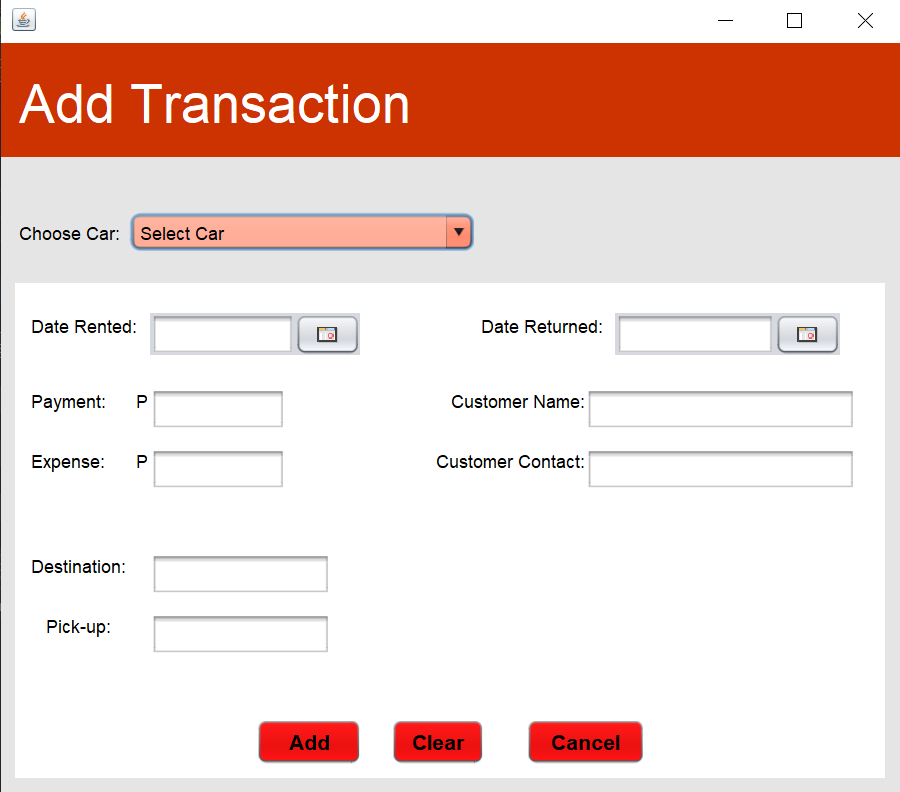 Add Transaction
Choose Car: Select Car
Date Rented: Date Returned:
Payment: P Customer Name:
Expense: P Customer Contact:
Destination:
Pick-up:
Add Clear Cancel